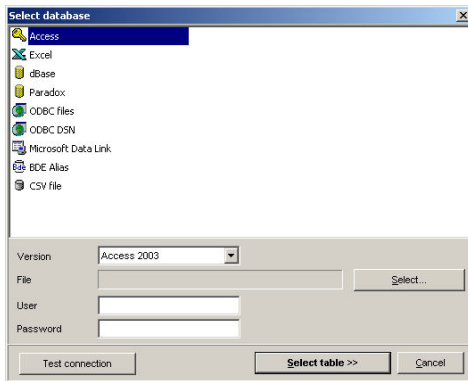 Select database
Access
Excel
dBase
Paradox
ODBC files
ODBC DSN
Microsoft Data Link
Bde BDE Alias
CSV file
Version Access 2003
File Select...
User
Password
Test connection Select table >> Cancel